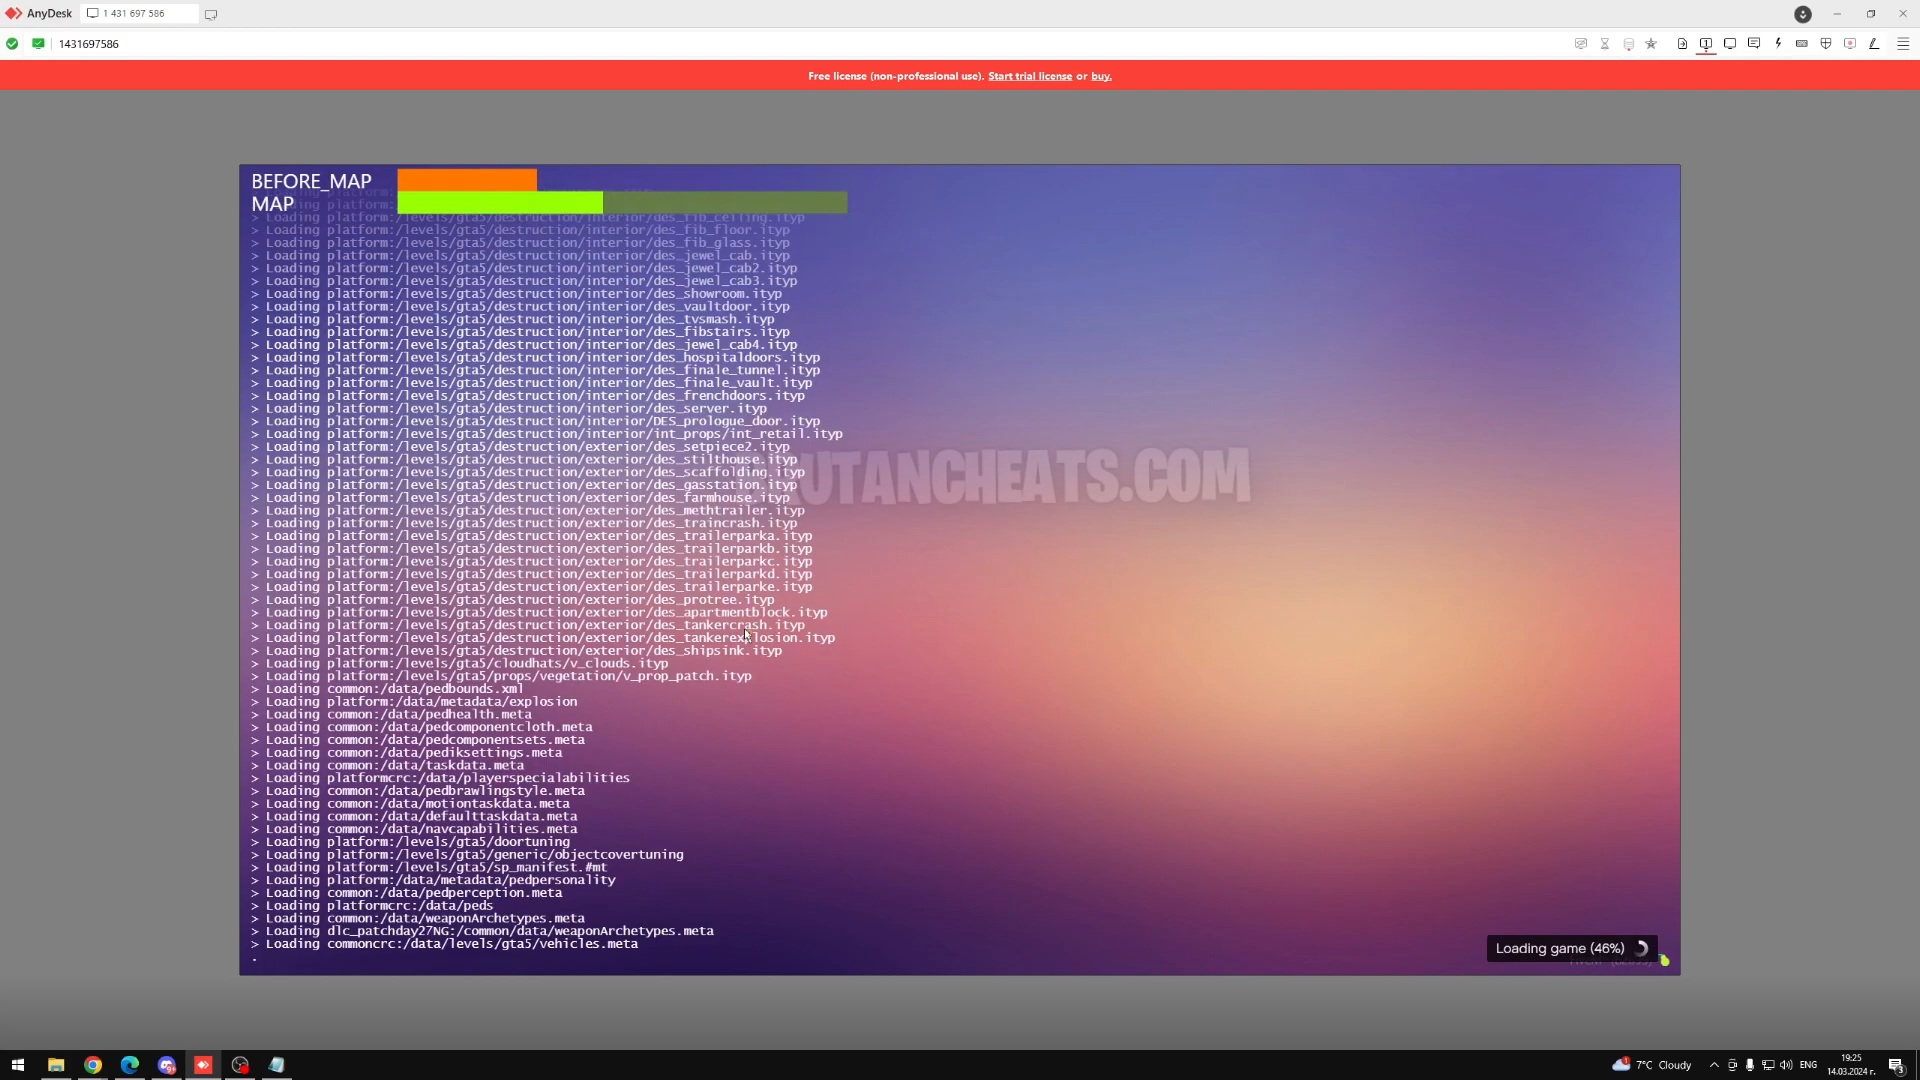 AnyDesk
1 431 697 586
1431697586
Free license (non-professional use). Start trial license or buy.
BEFORE_MAP
MAP
> Loading platform:/levels/gta5/destruction/interior/des_fib_ceiling.ityp
> Loading platform:/levels/gta5/destruction/interior/des_fib_floor.ityp
> Loading platform:/levels/gta5/destruction/interior/des_fib_glass.ityp
> Loading platform:/levels/gta5/destruction/interior/des_jewel_cab.ityp
> Loading platform:/levels/gta5/destruction/interior/des_jewel_cab2.ityp
> Loading platform:/levels/gta5/destruction/interior/des_jewel_cab3.ityp
> Loading platform:/levels/gta5/destruction/interior/des_showroom.ityp
> Loading platform:/levels/gta5/destruction/interior/des_vaultdoor.ityp
> Loading platform:/levels/gta5/destruction/interior/des_tvsmash.ityp
> Loading platform:/levels/gta5/destruction/interior/des_fibstairs.ityp
> Loading platform:/levels/gta5/destruction/interior/des_jewel_cab4.ityp
> Loading platform:/levels/gta5/destruction/interior/des_hospitaldoors.ityp
> Loading platform:/levels/gta5/destruction/interior/des_finale_tunnel.ityp
> Loading platform:/levels/gta5/destruction/interior/des_finale_vault.ityp
> Loading platform:/levels/gta5/destruction/interior/des_frenchdoors.ityp
> Loading platform:/levels/gta5/destruction/interior/des_server.ityp
> Loading platform:/levels/gta5/destruction/interior/DES_prologue_door.ityp
> Loading platform:/levels/gta5/destruction/interior/int_props/int_retail.ityp
> Loading platform:/levels/gta5/destruction/exterior/des_setpiece2.ityp
> Loading platform:/levels/gta5/destruction/exterior/des_stilthouse.ityp
> Loading platform:/levels/gta5/destruction/exterior/des_scaffolding.ityp
> Loading platform:/levels/gta5/destruction/exterior/des_gasstation.ityp
> Loading platform:/levels/gta5/destruction/exterior/des_farmhouse.ityp
> Loading platform:/levels/gta5/destruction/exterior/des_methtrailer.ityp
> Loading platform:/levels/gta5/destruction/exterior/des_traincrash.ityp
> Loading platform:/levels/gta5/destruction/exterior/des_trailerparka.ityp
> Loading platform:/levels/gta5/destruction/exterior/des_trailerparkb.ityp
> Loading platform:/levels/gta5/destruction/exterior/des_trailerparkc.ityp
> Loading platform:/levels/gta5/destruction/exterior/des_trailerparkd.ityp
> Loading platform:/levels/gta5/destruction/exterior/des_trailerparke.ityp
> Loading platform:/levels/gta5/destruction/exterior/des_protree.ityp
> Loading platform:/levels/gta5/destruction/exterior/des_apartmentblock.ityp
> Loading platform:/levels/gta5/destruction/exterior/des_tankercrash.ityp
> Loading platform:/levels/gta5/destruction/exterior/des_tankerexplosion.ityp
> Loading platform:/levels/gta5/destruction/exterior/des_shipsink.ityp
> Loading platform:/levels/gta5/cloudhats/v_clouds.ityp
> Loading platform:/levels/gta5/props/vegetation/v_prop_patch.ityp
> Loading common:/data/pedbounds.xml
> Loading platform:/data/metadata/explosion
> Loading common:/data/pedhealth.meta
> Loading common:/data/pedcomponentcloth.meta
> Loading common:/data/pedcomponentsets.meta
> Loading common:/data/pediksettings.meta
> Loading common:/data/taskdata.meta
> Loading platformcrc:/data/playerspecialabilities
> Loading common:/data/pedbrawlingstyle.meta
> Loading common:/data/motiontaskdata.meta
> Loading common:/data/defaulttaskdata.meta
> Loading common:/data/navcapabilities.meta
> Loading platform:/levels/gta5/doortuning
> Loading platform:/levels/gta5/generic/objectcovertuning
> Loading platform:/levels/gta5/sp_manifest.#mt
> Loading platform:/data/metadata/pedpersonality
> Loading common:/data/pedperception.meta
> Loading platformcrc:/data/peds
> Loading common:/data/weaponArchetypes.meta
> Loading dlc_patchday27NG:/common/data/weaponArchetypes.meta
> Loading commoncrc:/data/levels/gta5/vehicles.meta
UTANCHEATS.COM
Loading game (46%)
7°C Cloudy
ENG
19:25
14.03.2024 г.